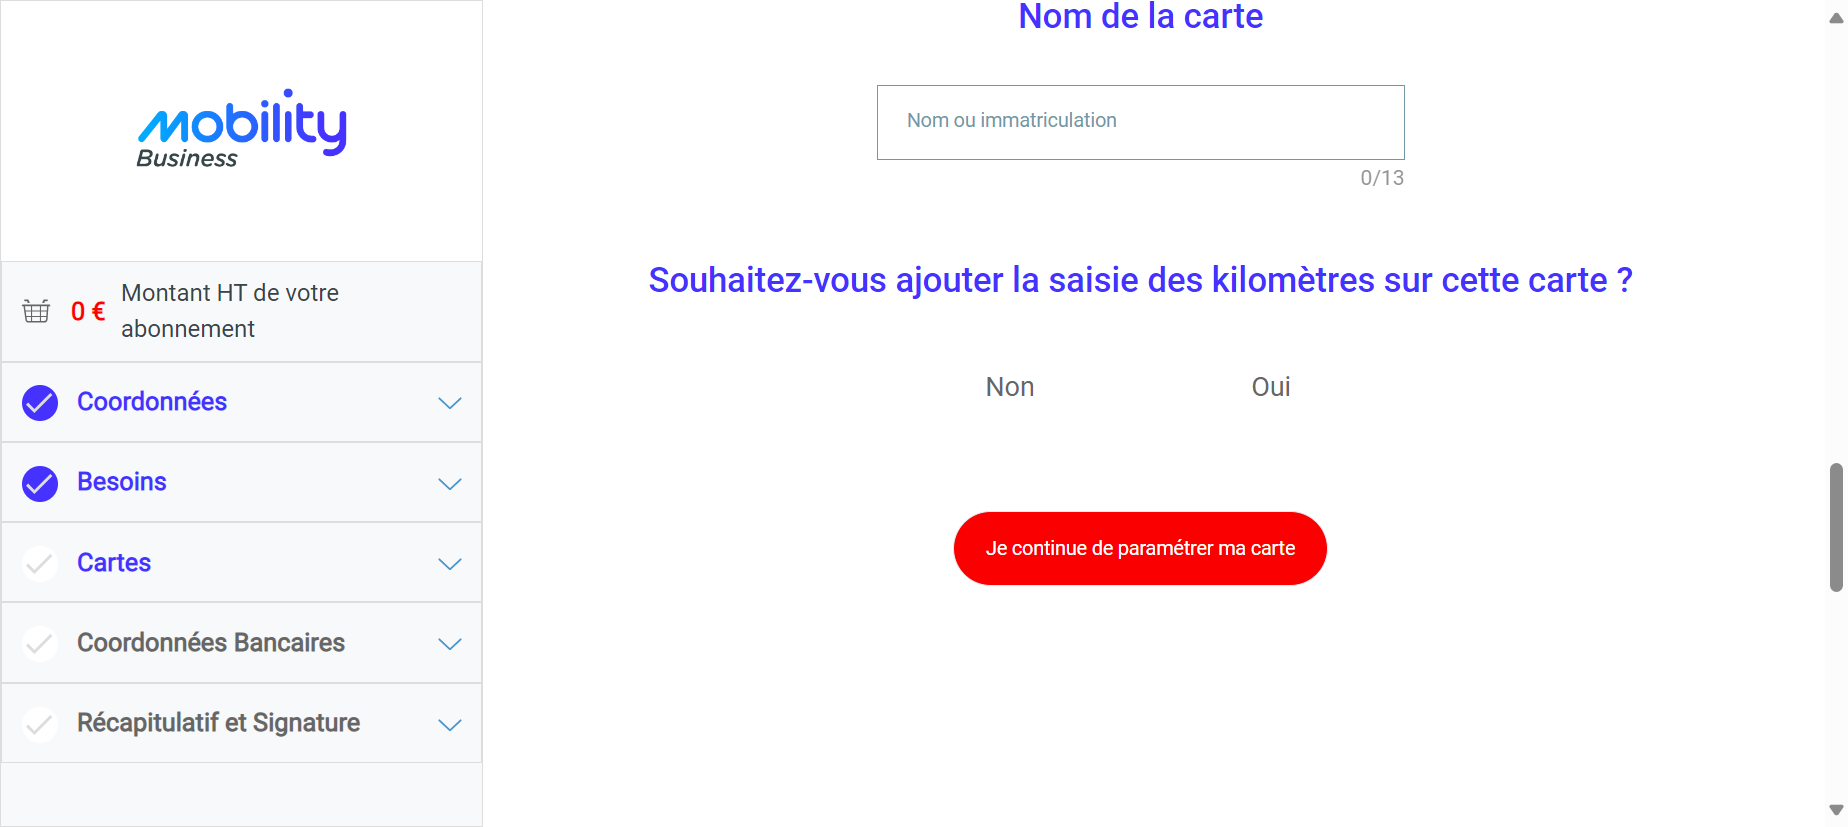 mobility
Business
0 €
Montant HT de votre
abonnement
Coordonnées
Besoins
Cartes
Coordonnées Bancaires
Récapitulatif et Signature
Nom de la carte
Nom ou immatriculation
0/13
Souhaitez-vous ajouter la saisie des kilomètres sur cette carte ?
Non
Oui
Je continue de paramétrer ma carte